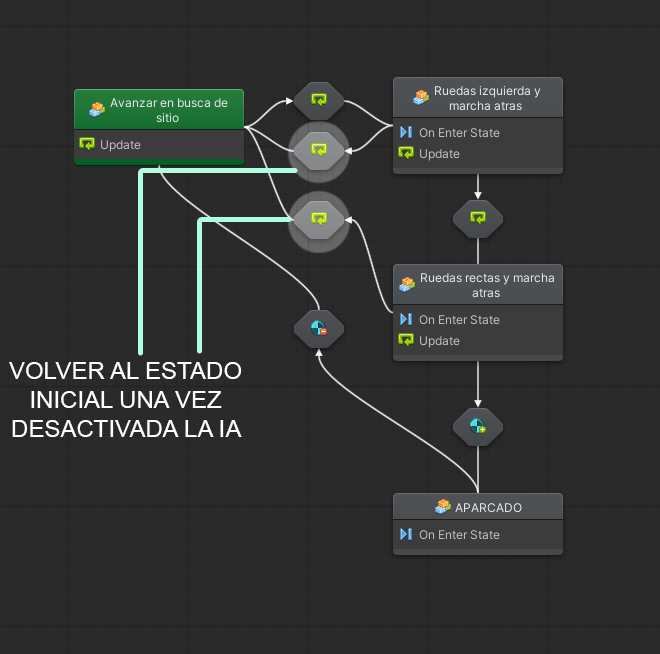 Avanzar en busca de
sitio
Update
Ruedas izquierda y
marcha atras
On Enter State
Update
Ruedas rectas y marcha
atras
On Enter State
Update
VOLVER AL ESTADO
INICIAL UNA VEZ
DESACTIVADA LA IA
APARCADO
On Enter State